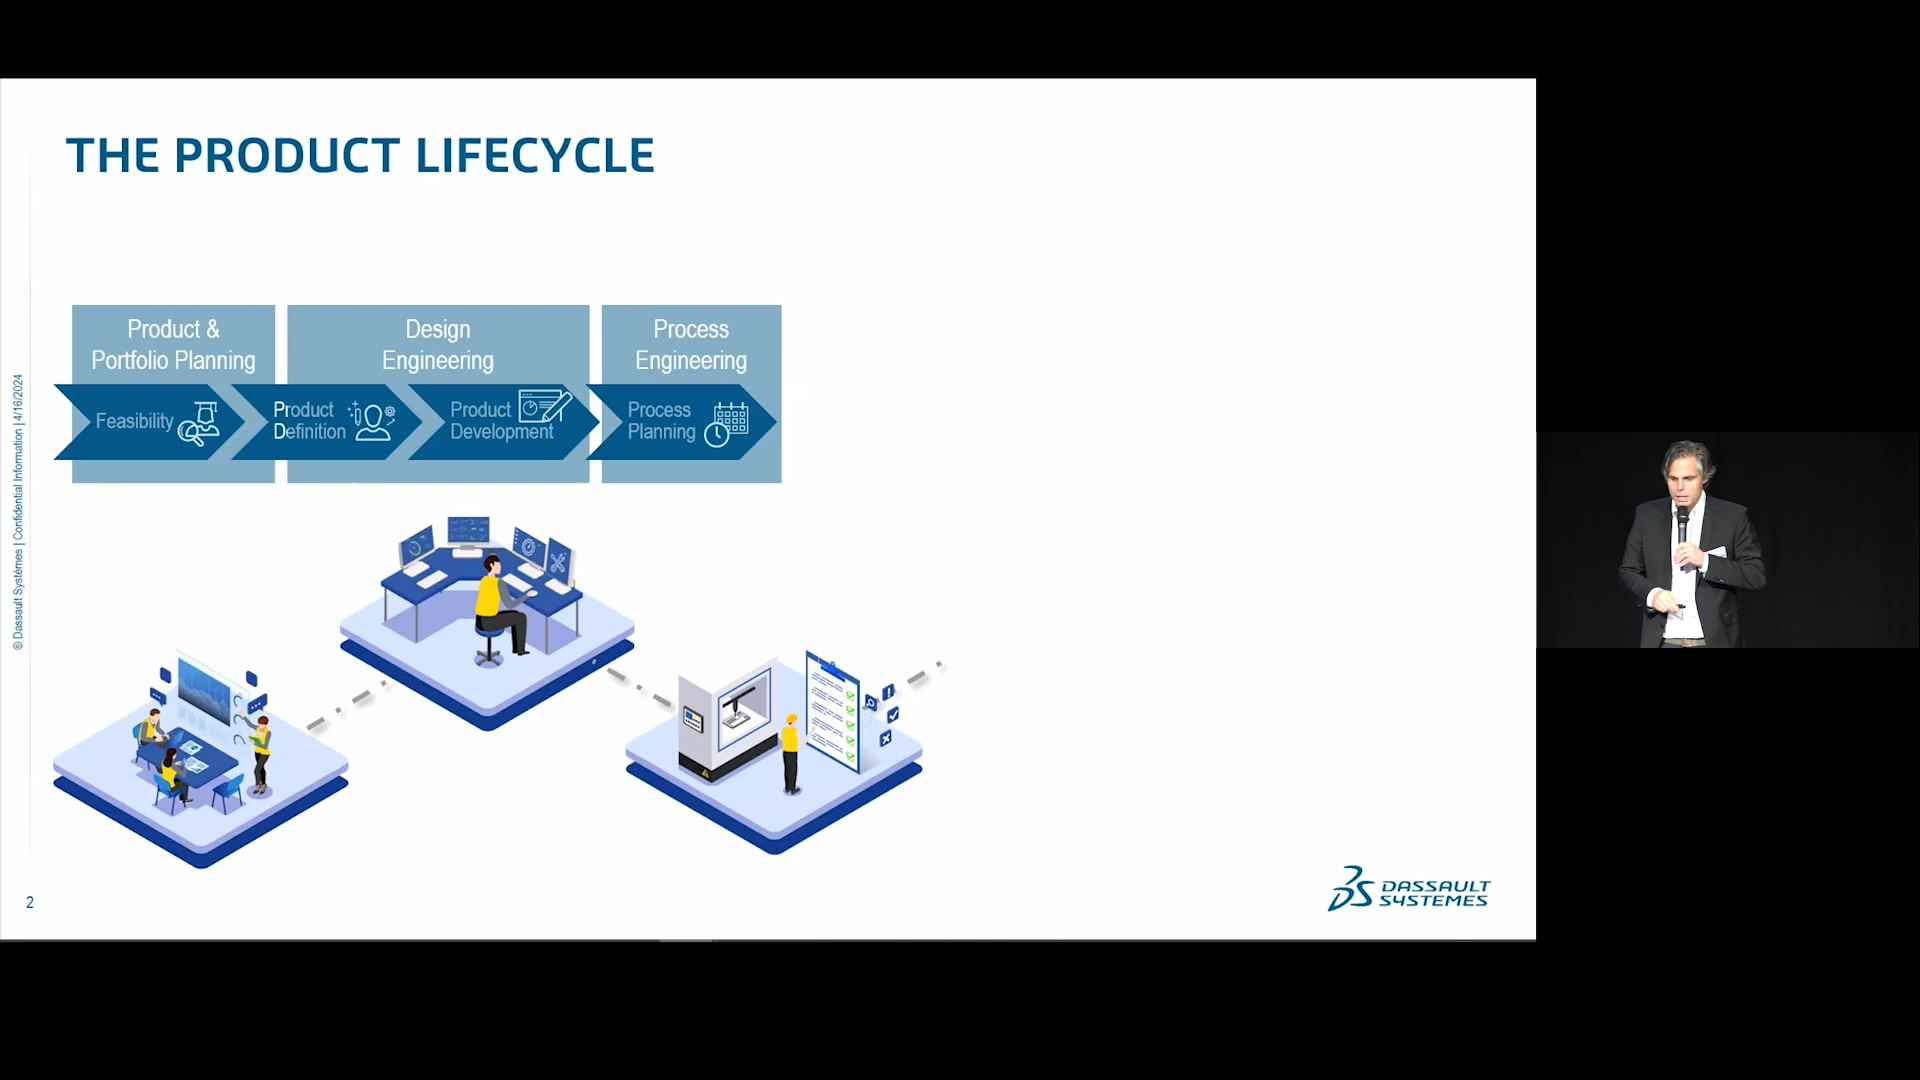 THE PRODUCT LIFECYCLE
Product &
Portfolio Planning
Design
Engineering
Process
Engineering
Feasibility
Product
Definition
Product
Development
Process
Planning
© Dassault Systèmes | Confidential Information | 4/16/2024
2
DASSAULT
SYSTEMES